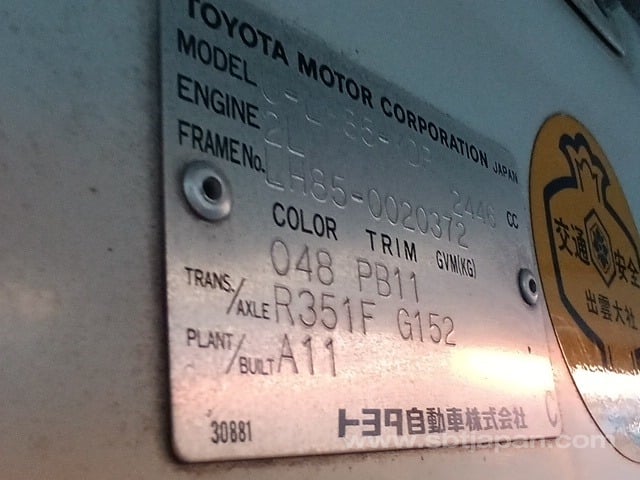 TOYOTA MOTOR CORPORATION JAPAN
MODEL
ENGINE 2L 2446 CC
FRAME No. LH85-0020372
COLOR TRIM GVM(KG)
048 PB11
TRANS./AXLE R351F G152
PLANT/BUILT A11
30881 トヨタ自動車株式会社 C
交通安全
出雲大社
www.sbtjapan.com